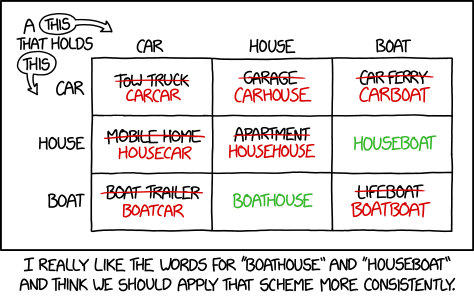 A THIS
THAT HOLDS
THIS
CAR HOUSE BOAT
CAR
TOW TRUCK
CARCAR
GARAGE
CARHOUSE
CAR FERRY
CARBOAT
HOUSE
MOBILE HOME
HOUSECAR
APARTMENT
HOUSEHOUSE
HOUSEBOAT
BOAT
BOAT TRAILER
BOATCAR
BOATHOUSE
LIFEBOAT
BOATBOAT
I REALLY LIKE THE WORDS FOR "BOATHOUSE" AND "HOUSEBOAT"
AND THINK WE SHOULD APPLY THAT SCHEME MORE CONSISTENTLY.